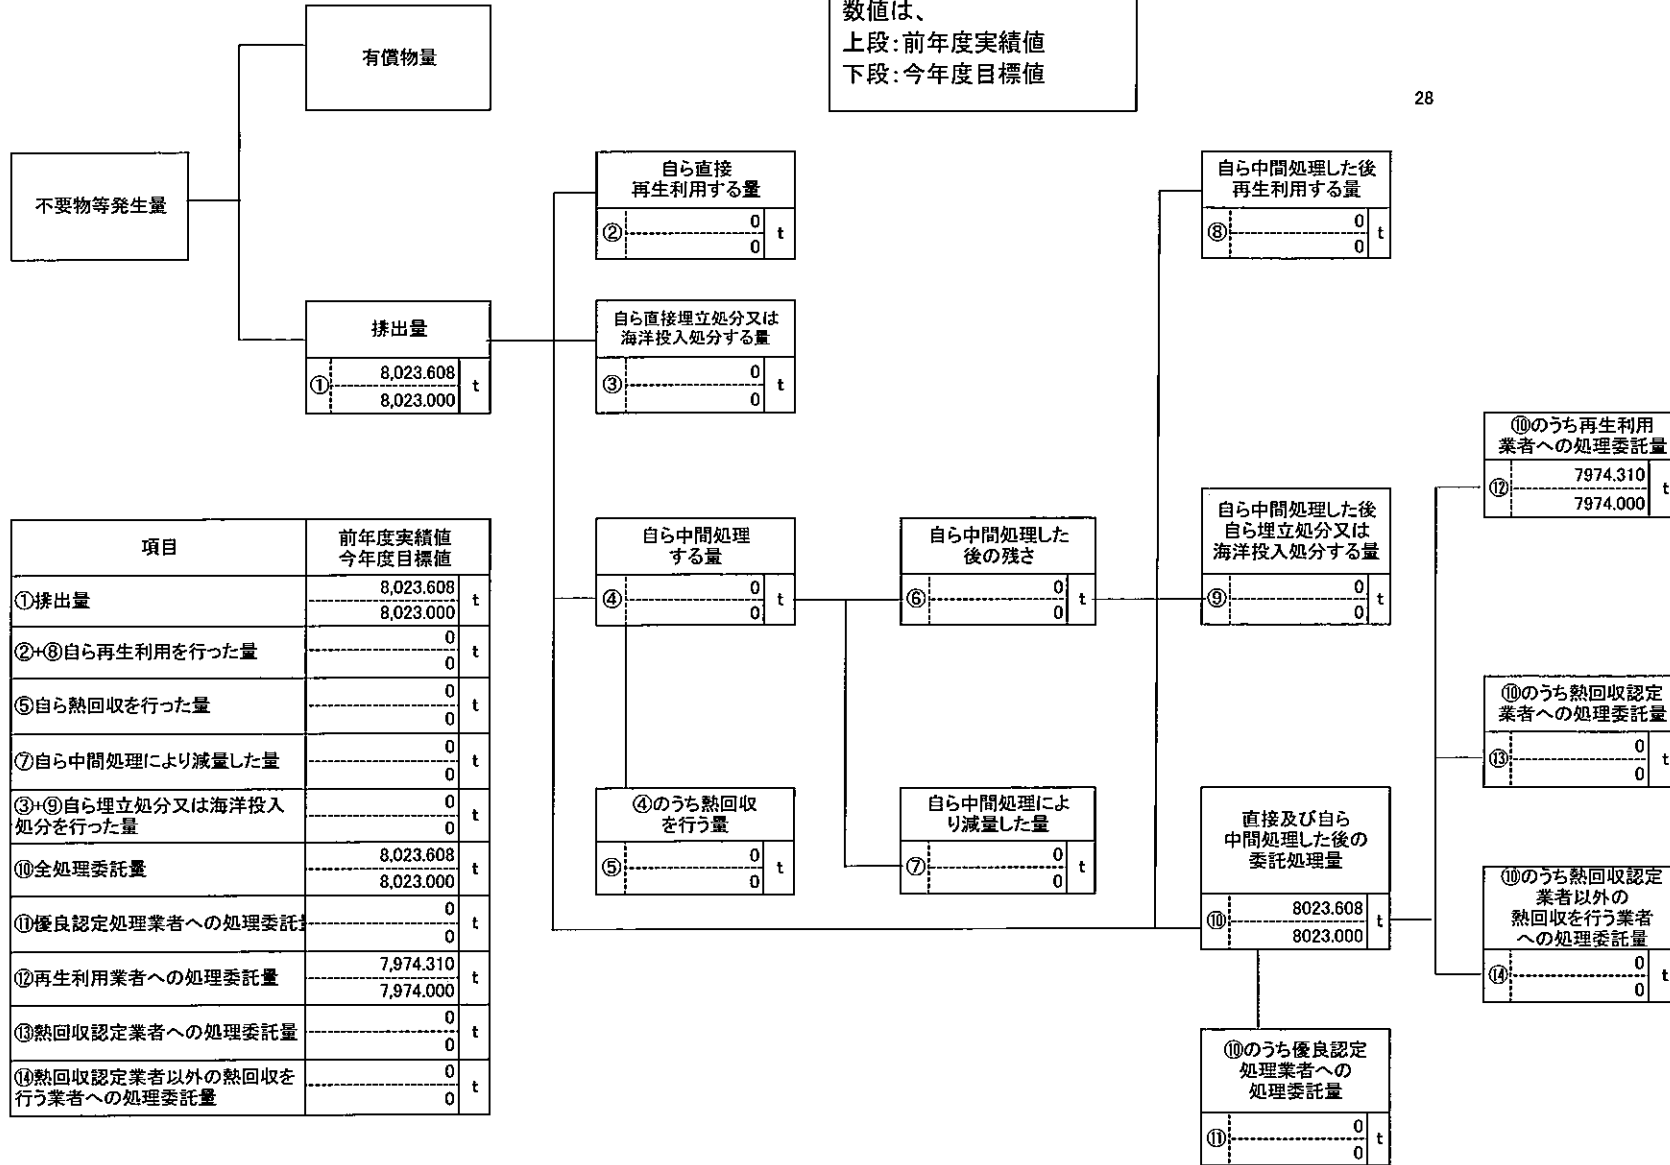 数値は、
上段:前年度実績値
下段:今年度目標値
28
有償物量
不要物等発生量
排出量
① 8,023.608 t
8,023.000
自ら直接
再生利用する量
② 0 t
0
自ら直接埋立処分又は
海洋投入処分する量
③ 0 t
0
自ら中間処理
する量
④ 0 t
0
④のうち熱回収
を行う量
⑤ 0 t
0
自ら中間処理した
後の残さ
⑥ 0 t
0
自ら中間処理によ
り減量した量
⑦ 0 t
0
自ら中間処理した後
再生利用する量
⑧ 0 t
0
自ら中間処理した後
自ら埋立処分又は
海洋投入処分する量
⑨ 0 t
0
直接及び自ら
中間処理した後の
委託処理量
⑩ 8023.608 t
8023.000
⑩のうち優良認定
処理業者への
処理委託量
⑪ 0 t
0
⑩のうち再生利用
業者への処理委託量
⑫ 7974.310 t
7974.000
⑩のうち熱回収認定
業者への処理委託量
⑬ 0 t
0
⑩のうち熱回収認定
業者以外の
熱回収を行う業者
への処理委託量
⑭ 0 t
0
項目 前年度実績値
今年度目標値
①排出量 8,023.608 t
8,023.000
②+⑧自ら再生利用を行った量 0 t
0
⑤自ら熱回収を行った量 0 t
0
⑦自ら中間処理により減量した量 0 t
0
③+⑨自ら埋立処分又は海洋投入
処分を行った量 0 t
0
⑩全処理委託量 8,023.608 t
8,023.000
⑪優良認定処理業者への処理委託 0 t
0
⑫再生利用業者への処理委託量 7,974.310 t
7,974.000
⑬熱回収認定業者への処理委託量 0 t
0
⑭熱回収認定業者以外の熱回収を
行う業者への処理委託量 0 t
0